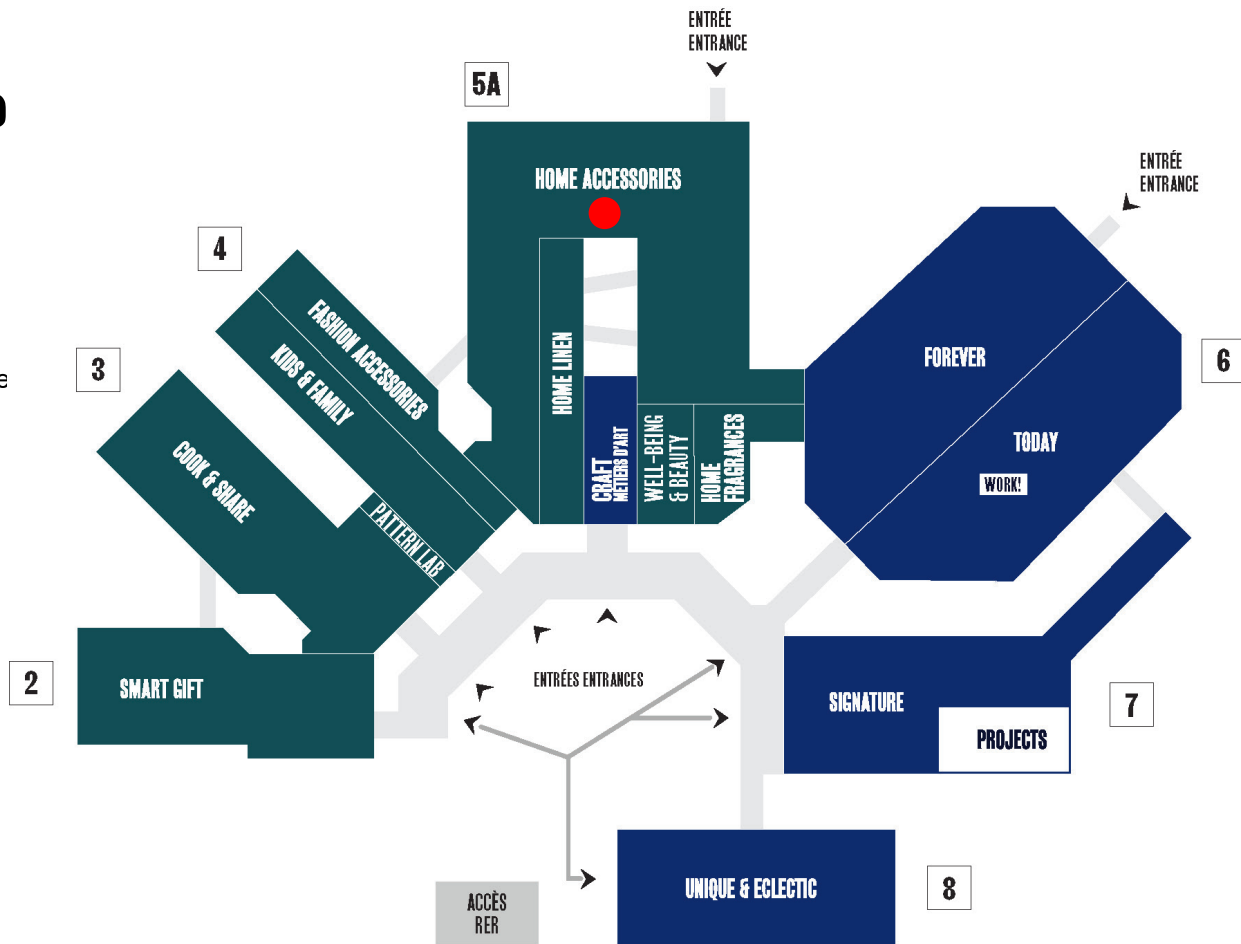 ENTRÉE
ENTRANCE
5A
HOME ACCESSORIES
ENTRÉE
ENTRANCE
4
FASHION ACCESSORIES
KIDS & FAMILY
HOME LINEN
CRAFT
MÉTIERS D'ART
WELL-BEING
& BEAUTY
HOME
FRAGRANCES
FOREVER
6
TODAY
WORK!
3
COOK & SHARE
PATTERN LAB
2
SMART GIFT
ENTRÉES ENTRANCES
SIGNATURE
7
PROJECTS
UNIQUE & ECLECTIC
8
ACCÈS
RER